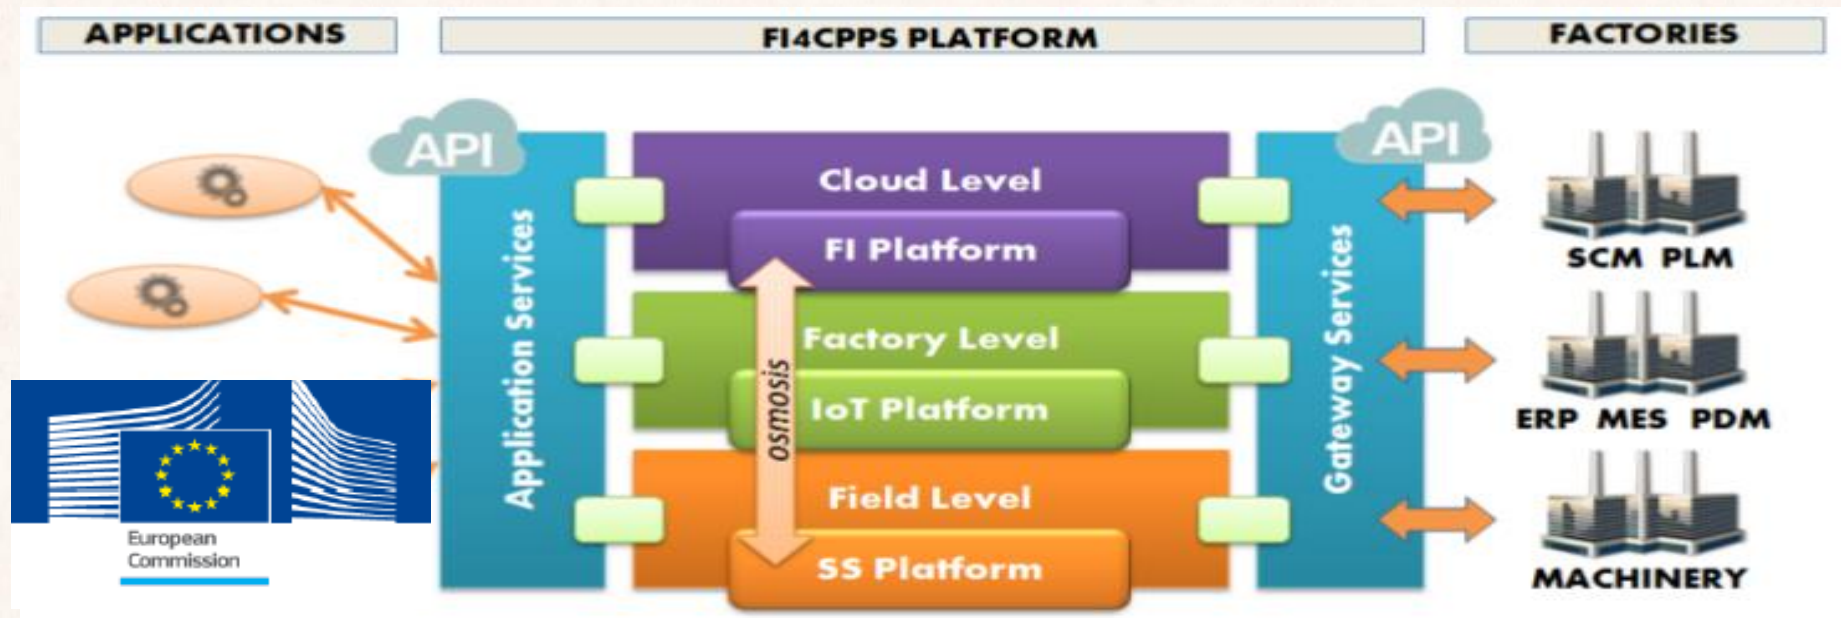 APPLICATIONS
FI4CPPS PLATFORM
FACTORIES
API
API
Application Services
Cloud Level
FI Platform
Factory Level
IoT Platform
Field Level
SS Platform
osmosis
Gateway Services
SCM PLM
ERP MES PDM
MACHINERY
European
Commission